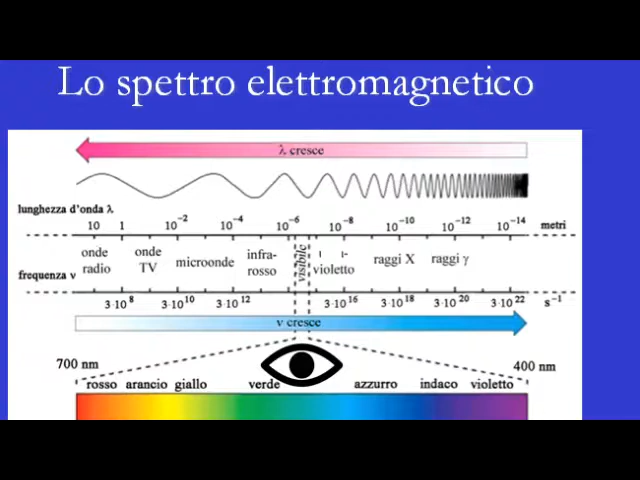 Lo spettro elettromagnetico
λ cresce
lunghezza d'onda λ
10 1 10⁻² 10⁻⁴ 10⁻⁶ 10⁻⁸ 10⁻¹⁰ 10⁻¹² 10⁻¹⁴ metri
onde radio
onde TV
microonde
infra-rosso
visibile
violetto
raggi X
raggi γ
frequenza ν
3·10⁸ 3·10¹⁰ 3·10¹² 3·10¹⁶ 3·10¹⁸ 3·10²⁰ 3·10²² s⁻¹
ν cresce
700 nm 400 nm
rosso arancio giallo verde azzurro indaco violetto